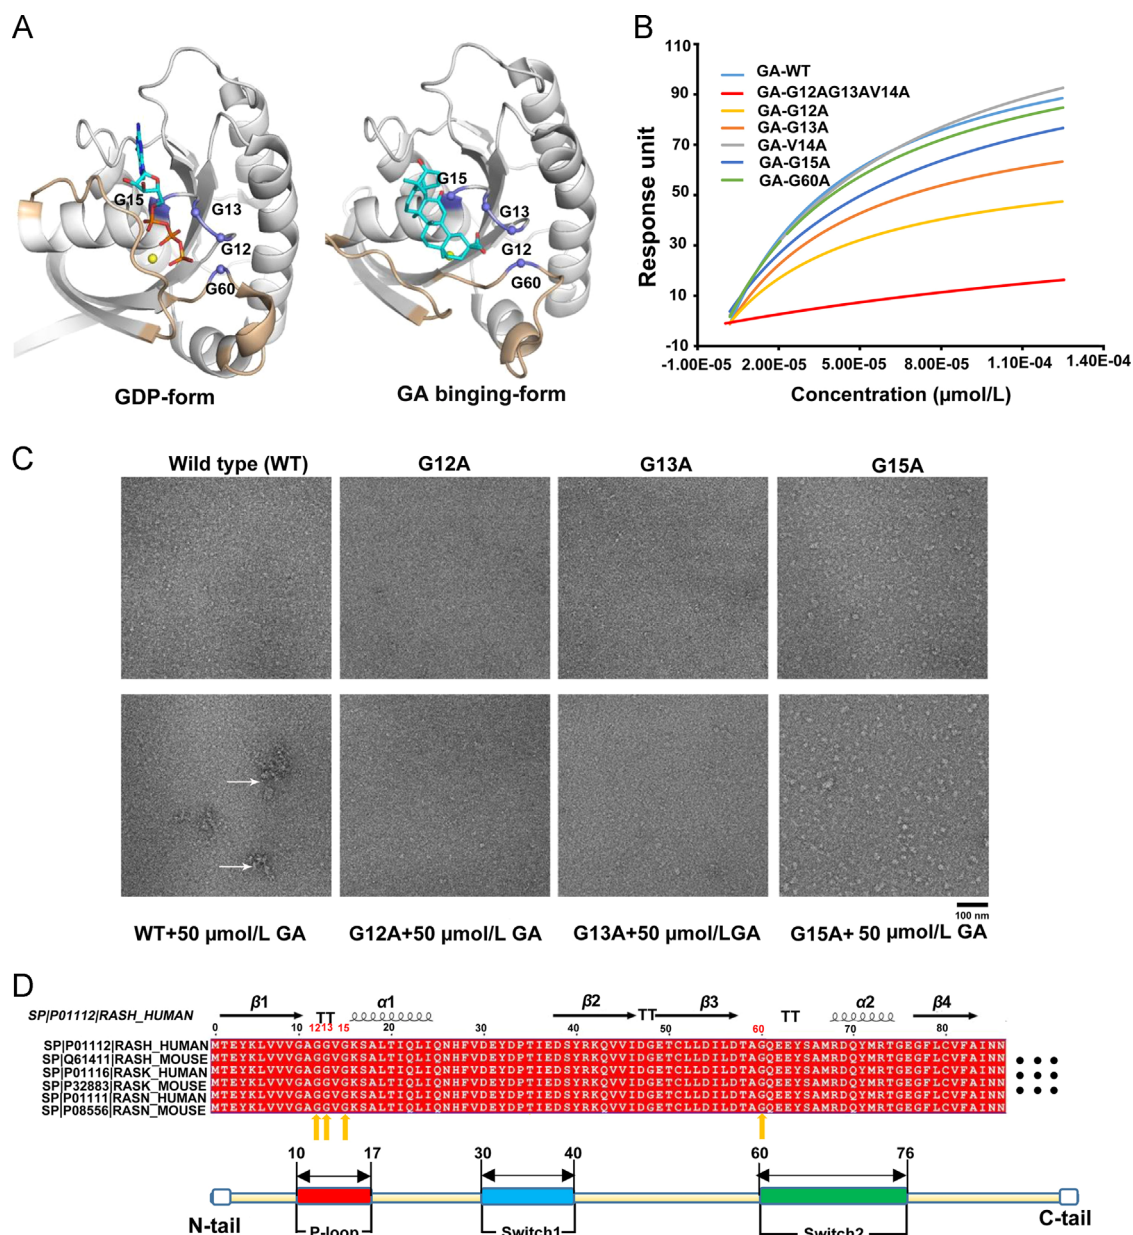 A
G15
G13
G12
G60
GDP-form
G15
G13
G12
G60
GA binging-form
B
110
90
70
50
30
10
-10
Response unit
GA-WT
GA-G12AG13AV14A
GA-G12A
GA-G13A
GA-V14A
GA-G15A
GA-G60A
-1.00E-05 2.00E-05 5.00E-05 8.00E-05 1.10E-04 1.40E-04
Concentration (µmol/L)
C
Wild type (WT) G12A G13A G15A
100 nm
WT+50 µmol/L GA G12A+50 µmol/L GA G13A+50 µmol/LGA G15A+ 50 µmol/L GA
D
β1 TT α1 β2 TT β3 TT α2 β4
SP|P01112|RASH_HUMAN
0 10 1213 15 20 30 40 50 60 70 80
SP|P01112|RASH_HUMAN MTEYKLVVVGAGGVGKSALTIQLIQNHFVDEYDPTIEDSYRKQVVIDGETCLLDILDTAGQEEYSAMRDQYMRTGEGFLCVFAINN
SP|Q61411|RASH_MOUSE MTEYKLVVVGAGGVGKSALTIQLIQNHFVDEYDPTIEDSYRKQVVIDGETCLLDILDTAGQEEYSAMRDQYMRTGEGFLCVFAINN
SP|P01116|RASK_HUMAN MTEYKLVVVGAGGVGKSALTIQLIQNHFVDEYDPTIEDSYRKQVVIDGETCLLDILDTAGQEEYSAMRDQYMRTGEGFLCVFAINN
SP|P32883|RASK_MOUSE MTEYKLVVVGAGGVGKSALTIQLIQNHFVDEYDPTIEDSYRKQVVIDGETCLLDILDTAGQEEYSAMRDQYMRTGEGFLCVFAINN
SP|P01111|RASN_HUMAN MTEYKLVVVGAGGVGKSALTIQLIQNHFVDEYDPTIEDSYRKQVVIDGETCLLDILDTAGQEEYSAMRDQYMRTGEGFLCVFAINN
SP|P08556|RASN_MOUSE MTEYKLVVVGAGGVGKSALTIQLIQNHFVDEYDPTIEDSYRKQVVIDGETCLLDILDTAGQEEYSAMRDQYMRTGEGFLCVFAINN
10 17 30 40 60 76
N-tail P-loop Switch1 Switch2 C-tail